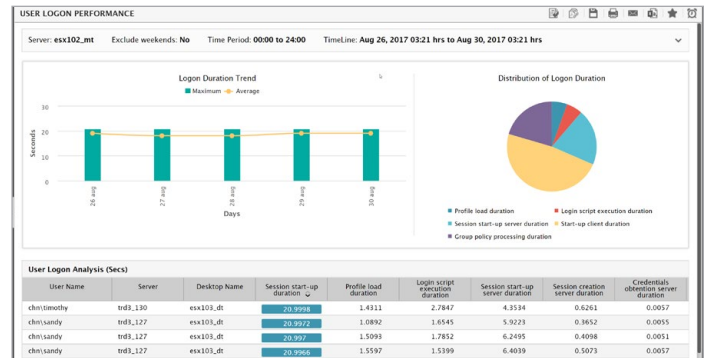 USER LOGON PERFORMANCE
Server: esx102_mt Exclude weekends: No Time Period: 00:00 to 24:00 TimeLine: Aug 26, 2017 03:21 hrs to Aug 30, 2017 03:21 hrs
Logon Duration Trend
Maximum Average
Seconds
30
20
10
0
26 aug 27 aug 28 aug 29 aug 30 aug
Days
Distribution of Logon Duration
Profile load duration Login script execution duration
Session start-up server duration Start-up client duration
Group policy processing duration
User Logon Analysis (Secs)
User Name Server Desktop Name Session start-up duration Profile load duration Login script execution duration Session start-up server duration Session creation server duration Credentials obtention server duration
chn\timothy trd3_130 esx103_dt 20.9998 1.4311 2.7847 4.3534 0.6261 0.0057
chn\sandy trd3_127 esx103_dt 20.9972 1.0892 1.6545 5.9223 0.3652 0.0055
chn\sandy trd3_127 esx103_dt 20.997 1.5093 1.7852 6.2495 0.4098 0.0051
chn\sandy trd3_127 esx103_dt 20.9966 1.5597 1.5399 6.4039 0.5073 0.0057